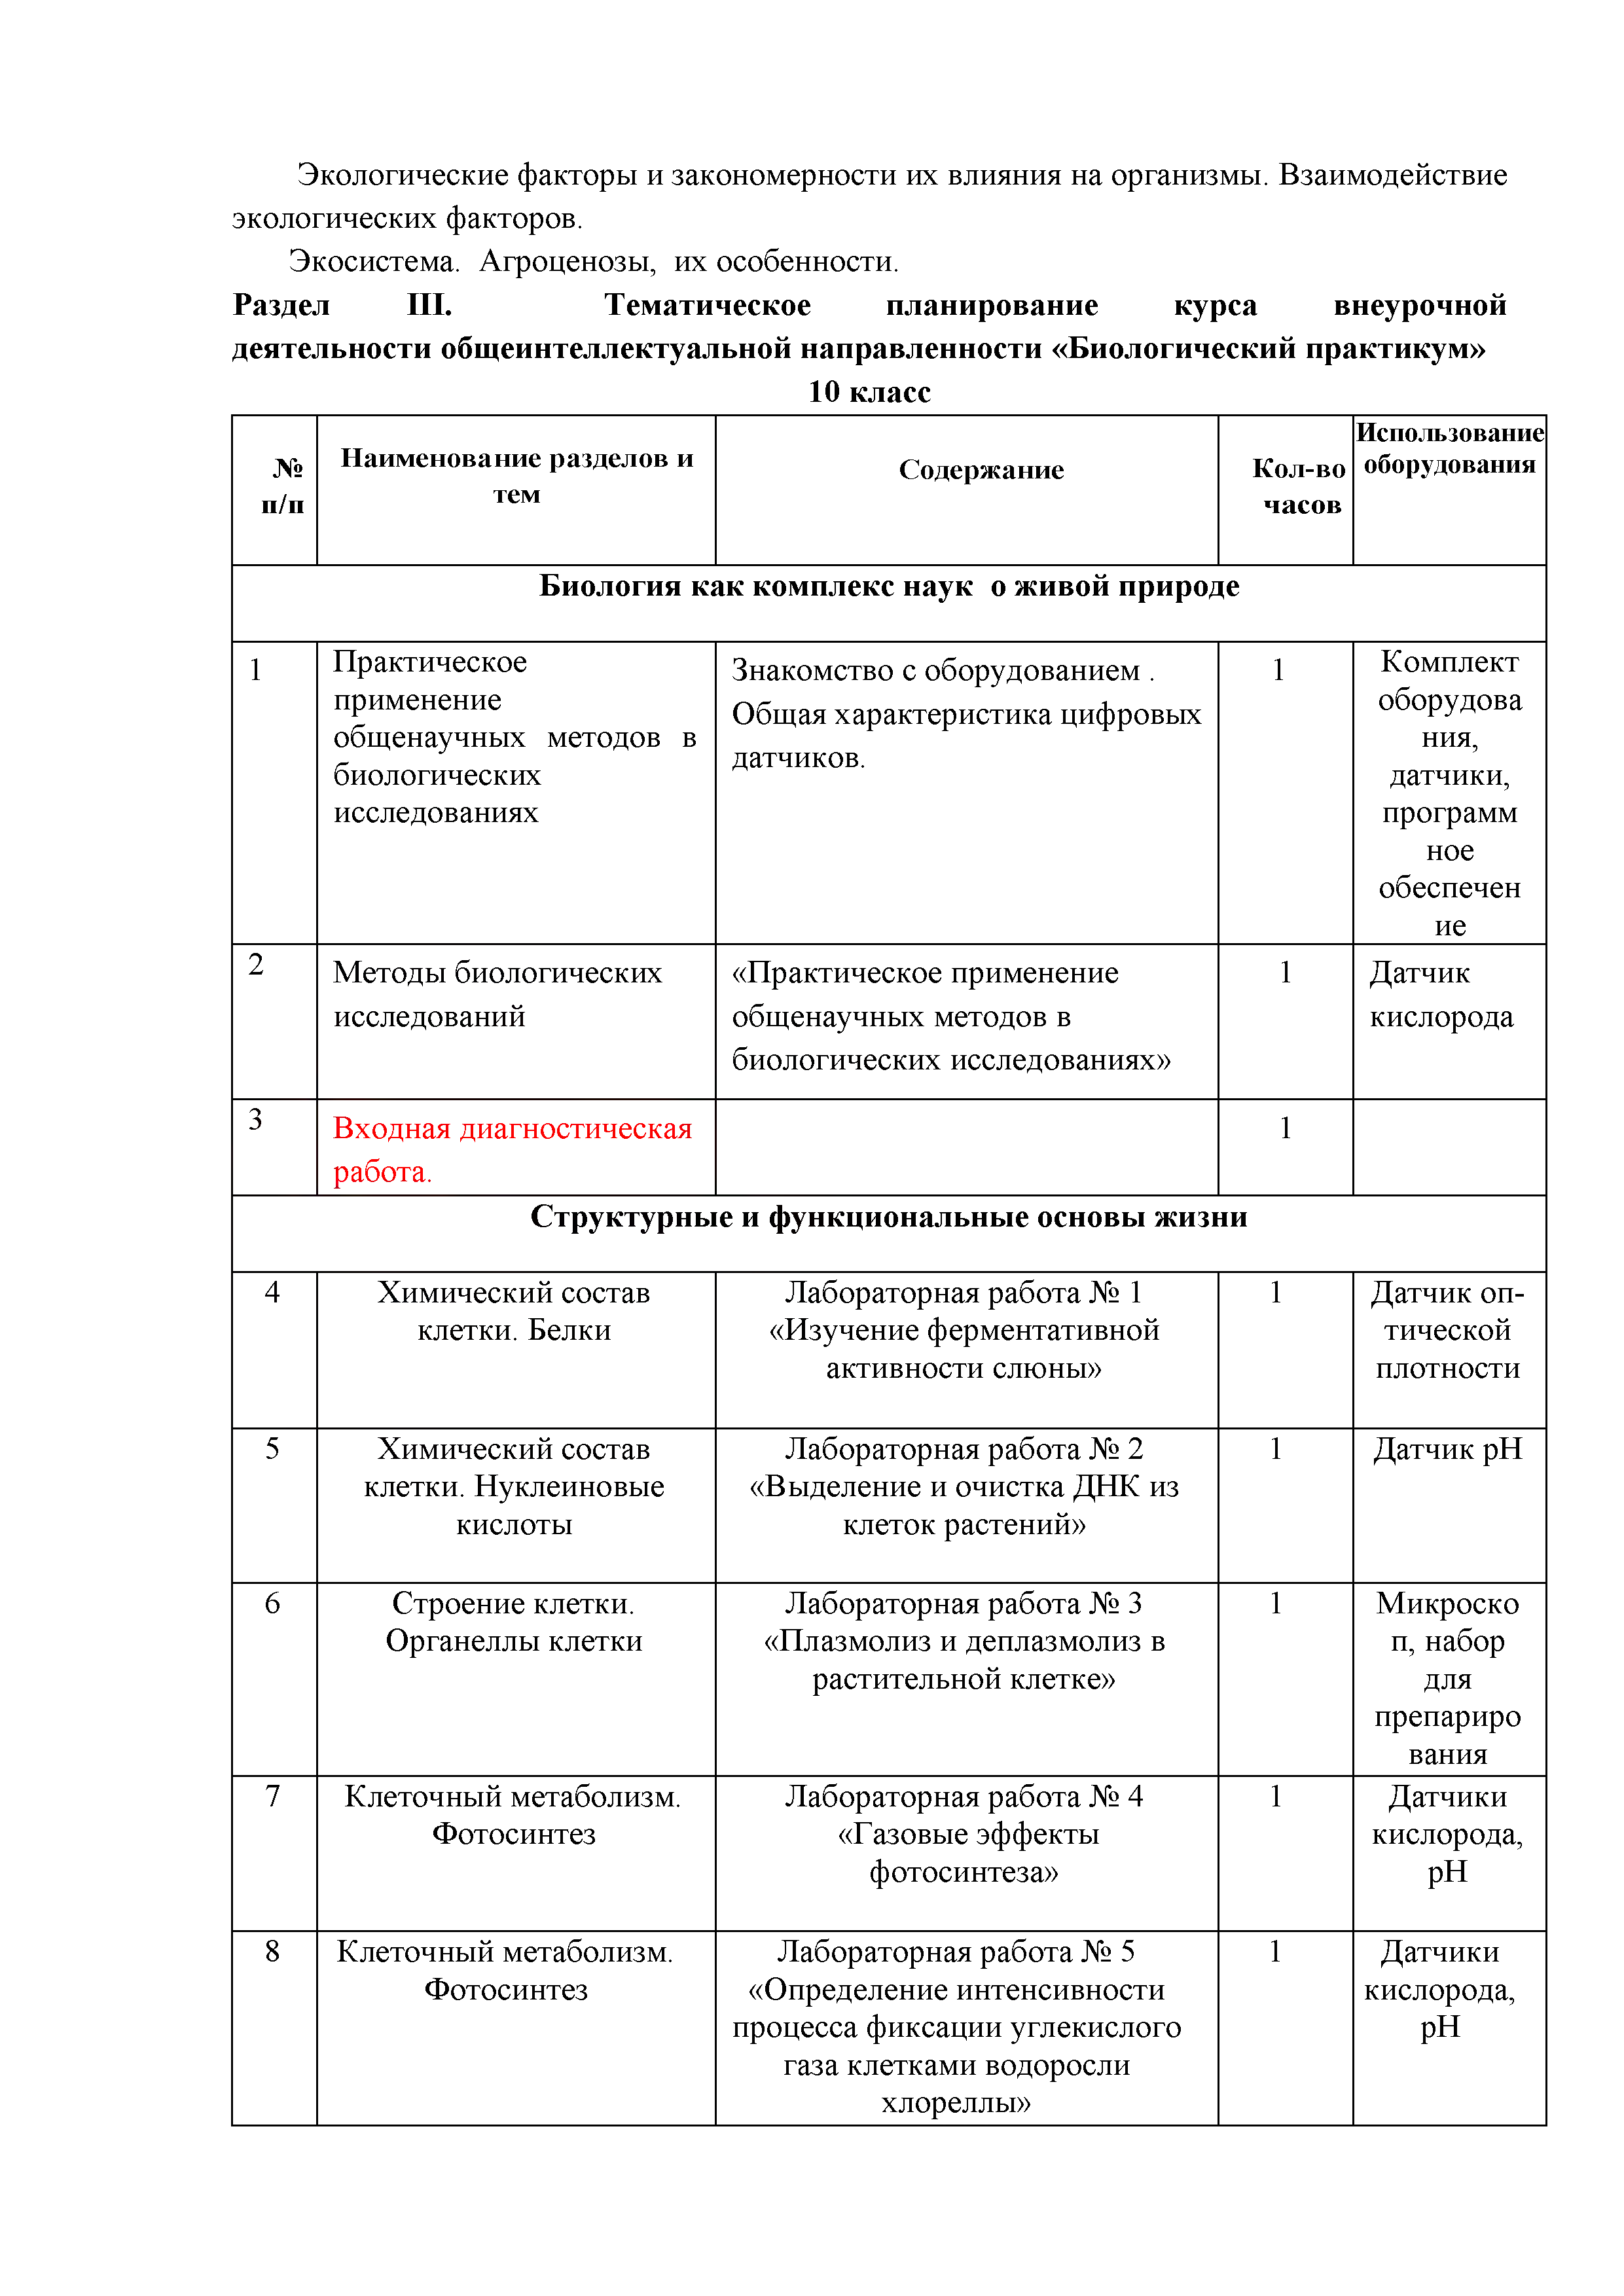 Экологические факторы и закономерности их влияния на организмы. Взаимодействие
экологических факторов.
Экосистема. Агроценозы, их особенности.
Раздел III. Тематическое планирование курса внеурочной
деятельности общеинтеллектуальной направленности «Биологический практикум»
10 класс
№
п/п
Наименование разделов и
тем
Содержание
Кол-во
часов
Использование
оборудования
Биология как комплекс наук о живой природе
1
Практическое
применение
общенаучных методов в
биологических
исследованиях
Знакомство с оборудованием .
Общая характеристика цифровых
датчиков.
1
Комплект
оборудова
ния,
датчики,
программ
ное
обеспечен
ие
2
Методы биологических
исследований
«Практическое применение
общенаучных методов в
биологических исследованиях»
1
Датчик
кислорода
3
Входная диагностическая
работа.
1
Структурные и функциональные основы жизни
4
Химический состав
клетки. Белки
Лабораторная работа № 1
«Изучение ферментативной
активности слюны»
1
Датчик оп-
тической
плотности
5
Химический состав
клетки. Нуклеиновые
кислоты
Лабораторная работа № 2
«Выделение и очистка ДНК из
клеток растений»
1
Датчик pH
6
Строение клетки.
Органеллы клетки
Лабораторная работа № 3
«Плазмолиз и деплазмолиз в
растительной клетке»
1
Микроско
п, набор
для
препариро
вания
7
Клеточный метаболизм.
Фотосинтез
Лабораторная работа № 4
«Газовые эффекты
фотосинтеза»
1
Датчики
кислорода,
pH
8
Клеточный метаболизм.
Фотосинтез
Лабораторная работа № 5
«Определение интенсивности
процесса фиксации углекислого
газа клетками водоросли
хлореллы»
1
Датчики
кислорода,
pH